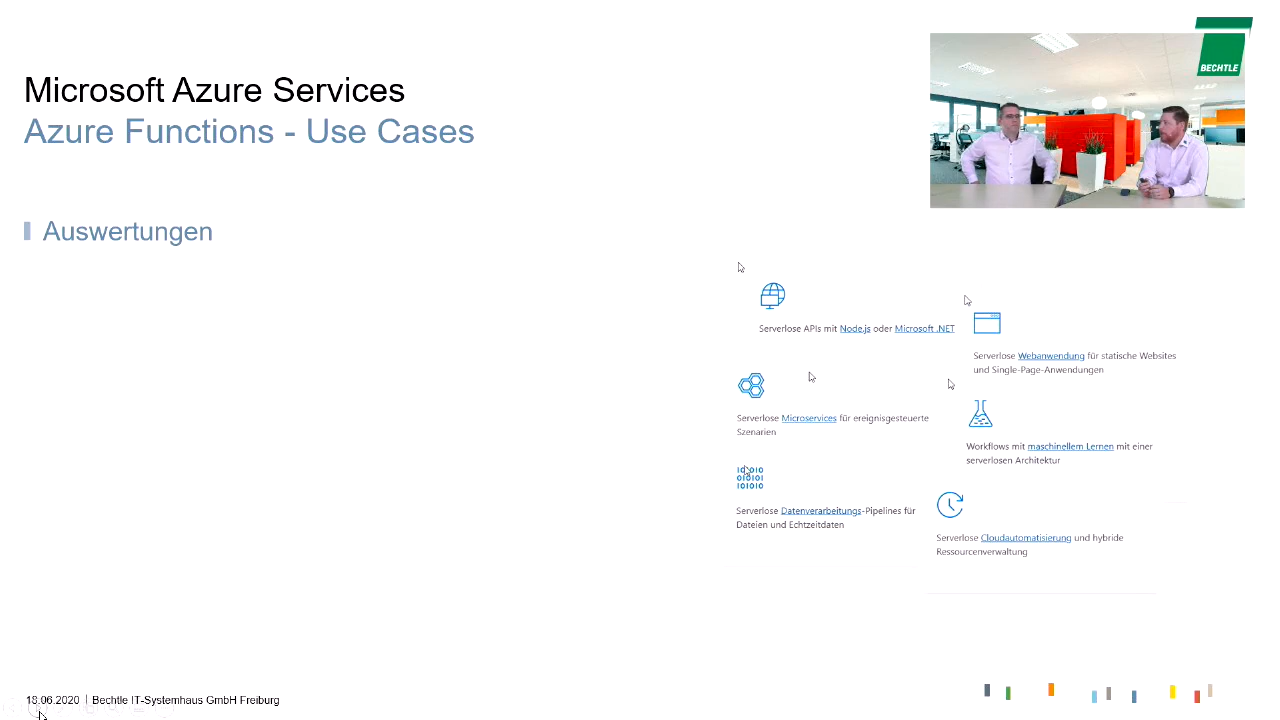 Microsoft Azure Services
Azure Functions - Use Cases
BECHTLE
Auswertungen
Serverlose APIs mit Node.js oder Microsoft .NET
Serverlose Webanwendung für statische Websites
und Single-Page-Anwendungen
Serverlose Microservices für ereignisgesteuerte
Szenarien
Workflows mit maschinellem Lernen mit einer
serverlosen Architektur
Serverlose Datenverarbeitungs-Pipelines für
Dateien und Echtzeitdaten
Serverlose Cloudautomatisierung und hybride
Ressourcenverwaltung
18.06.2020 | Bechtle IT-Systemhaus GmbH Freiburg